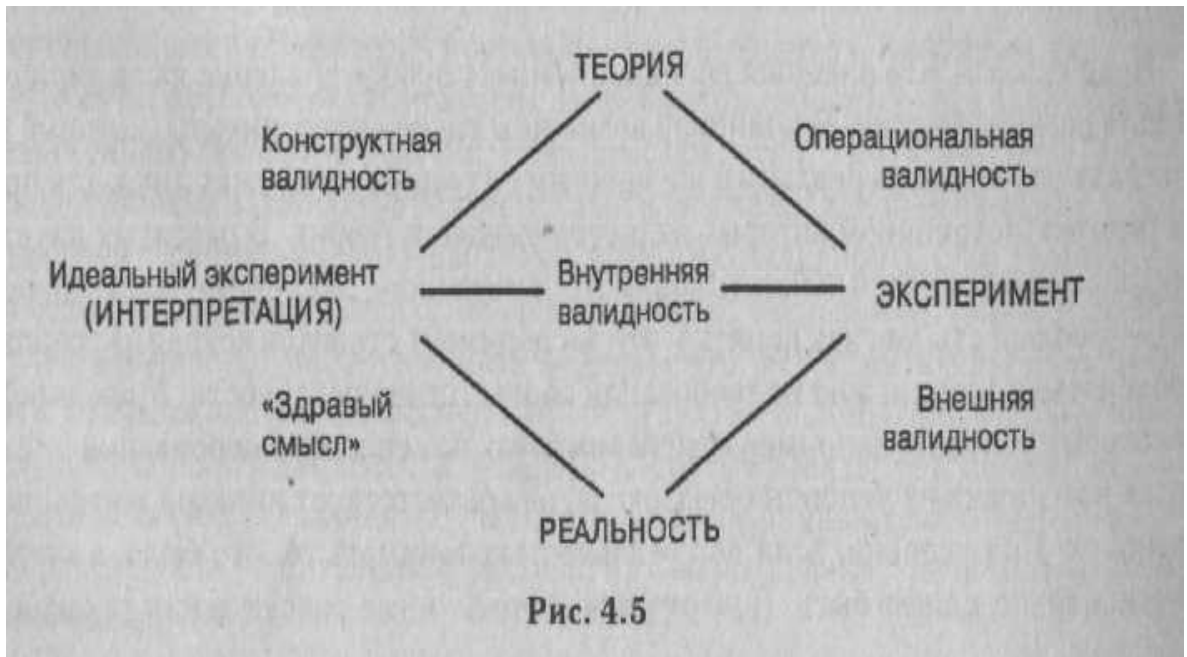 ТЕОРИЯ
Конструктная
валидность
Операциональная
валидность
Идеальный эксперимент
(ИНТЕРПРЕТАЦИЯ)
Внутренняя
валидность
ЭКСПЕРИМЕНТ
«Здравый
смысл»
Внешняя
валидность
РЕАЛЬНОСТЬ
Рис. 4.5